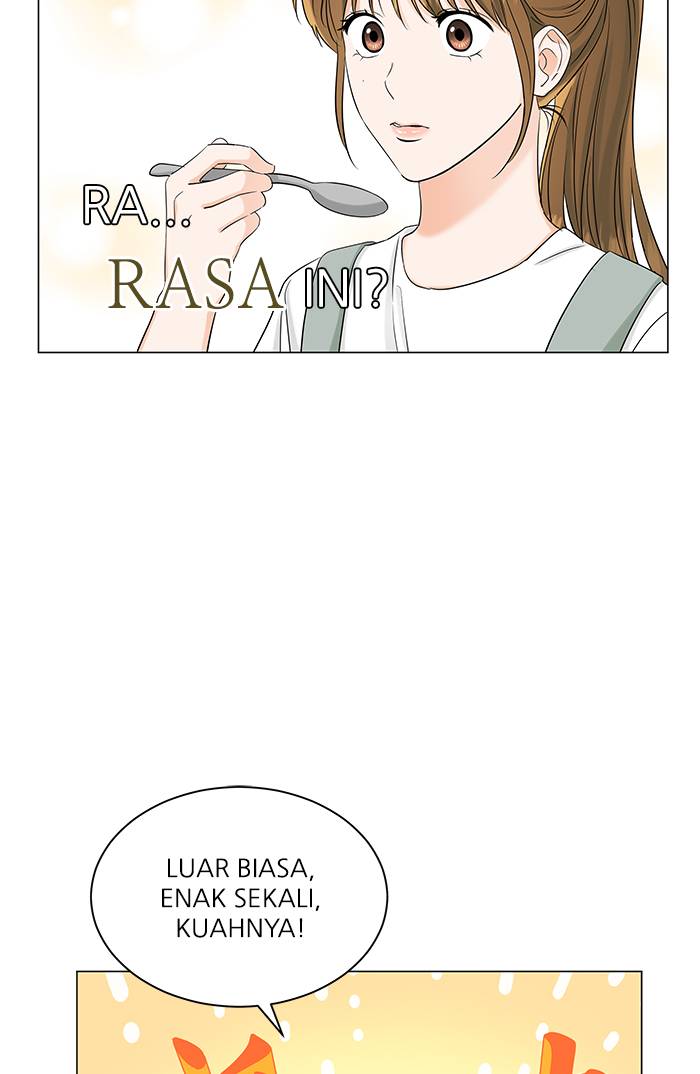 RA...
RASA INI?
LUAR BIASA,
ENAK SEKALI,
KUAHNYA!